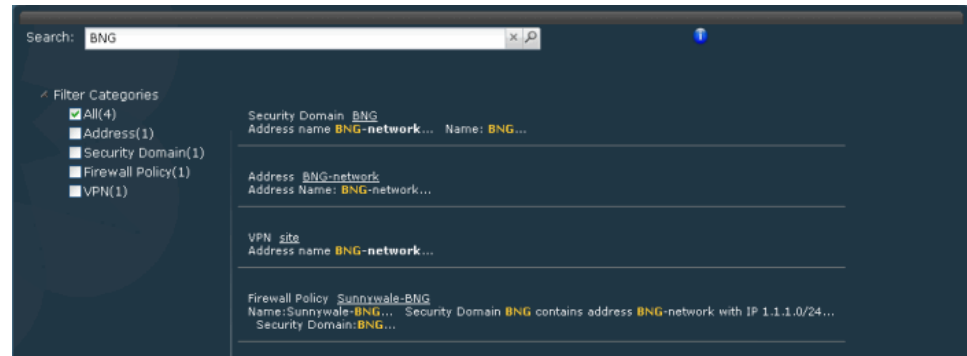 Search: BNG
Filter Categories
All(4)
Address(1)
Security Domain(1)
Firewall Policy(1)
VPN(1)
Security Domain BNG
Address name BNG-network... Name: BNG...
Address BNG-network
Address Name: BNG-network...
VPN site
Address name BNG-network...
Firewall Policy Sunnywale-BNG
Name:Sunnywale-BNG... Security Domain BNG contains address BNG-network with IP 1.1.1.0/24...
Security Domain:BNG...